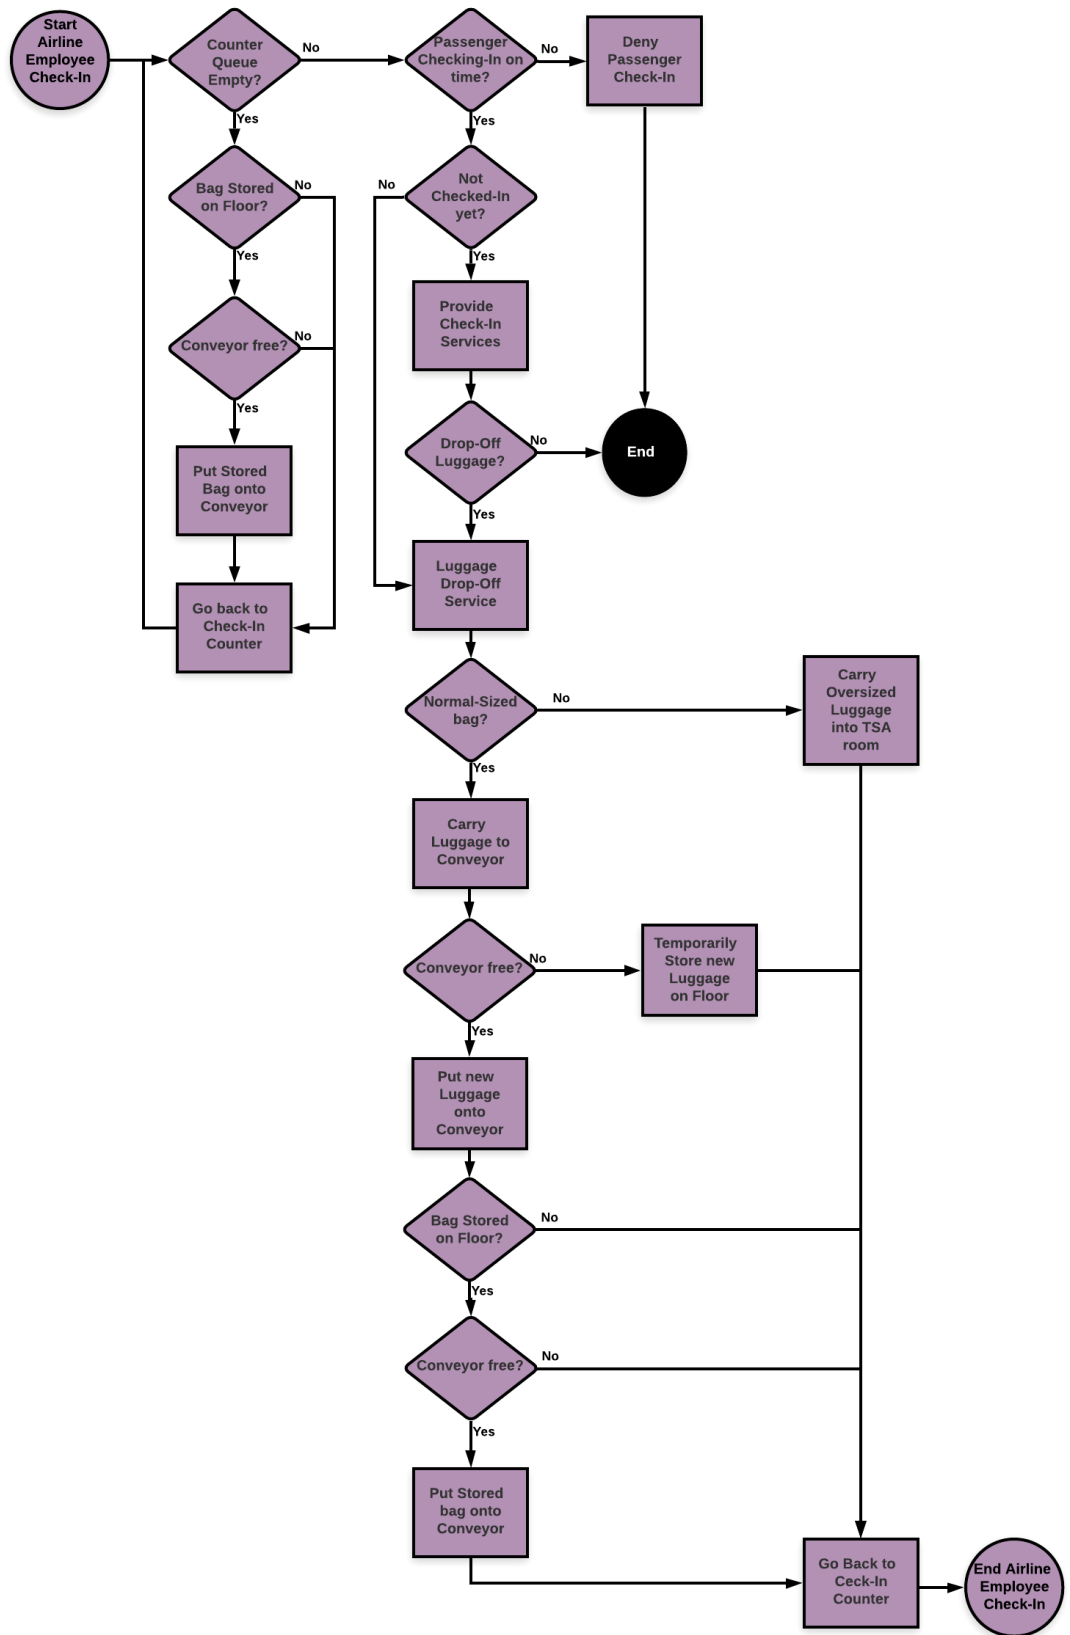 Start
Airline
Employee
Check-In
Counter
Queue
Empty?
No
Passenger
Checking-In on
time?
No
Deny
Passenger
Check-In
Yes
Yes
Bag Stored
on Floor?
No
No
Not
Checked-In
yet?
Yes
Yes
Conveyor free?
No
Provide
Check-In
Services
Yes
Put Stored
Bag onto
Conveyor
Drop-Off
Luggage?
No
End
Yes
Go back to
Check-In
Counter
Luggage
Drop-Off
Service
Normal-Sized
bag?
No
Carry
Oversized
Luggage
into TSA
room
Yes
Carry
Luggage to
Conveyor
Conveyor free?
No
Temporarily
Store new
Luggage
on Floor
Yes
Put new
Luggage
onto
Conveyor
Bag Stored
on Floor?
No
Yes
Conveyor free?
No
Yes
Put Stored
bag onto
Conveyor
Go Back to
Ceck-In
Counter
End Airline
Employee
Check-In